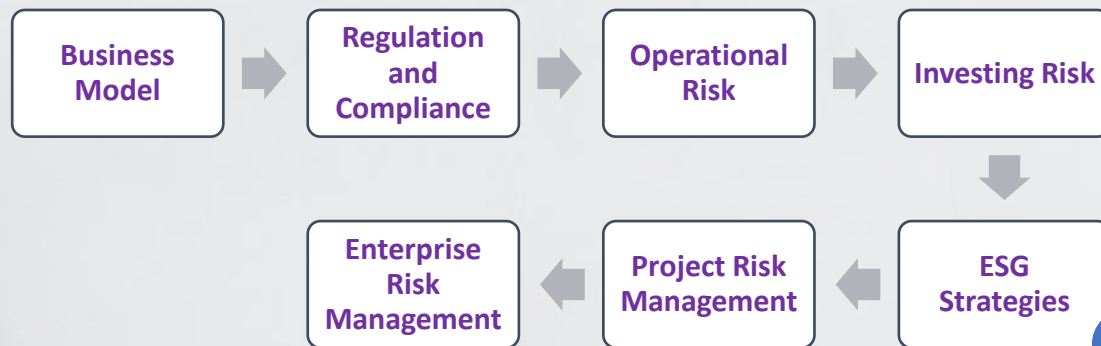 Business
Model
Regulation
and
Compliance
Operational
Risk
Investing Risk
ESG
Strategies
Project Risk
Management
Enterprise
Risk
Management